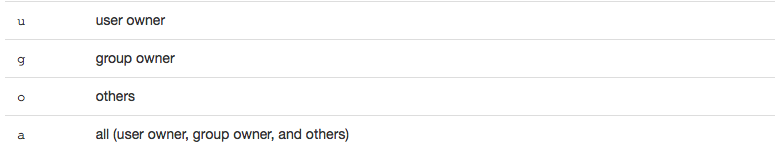 u user owner
g group owner
o others
a all (user owner, group owner, and others)